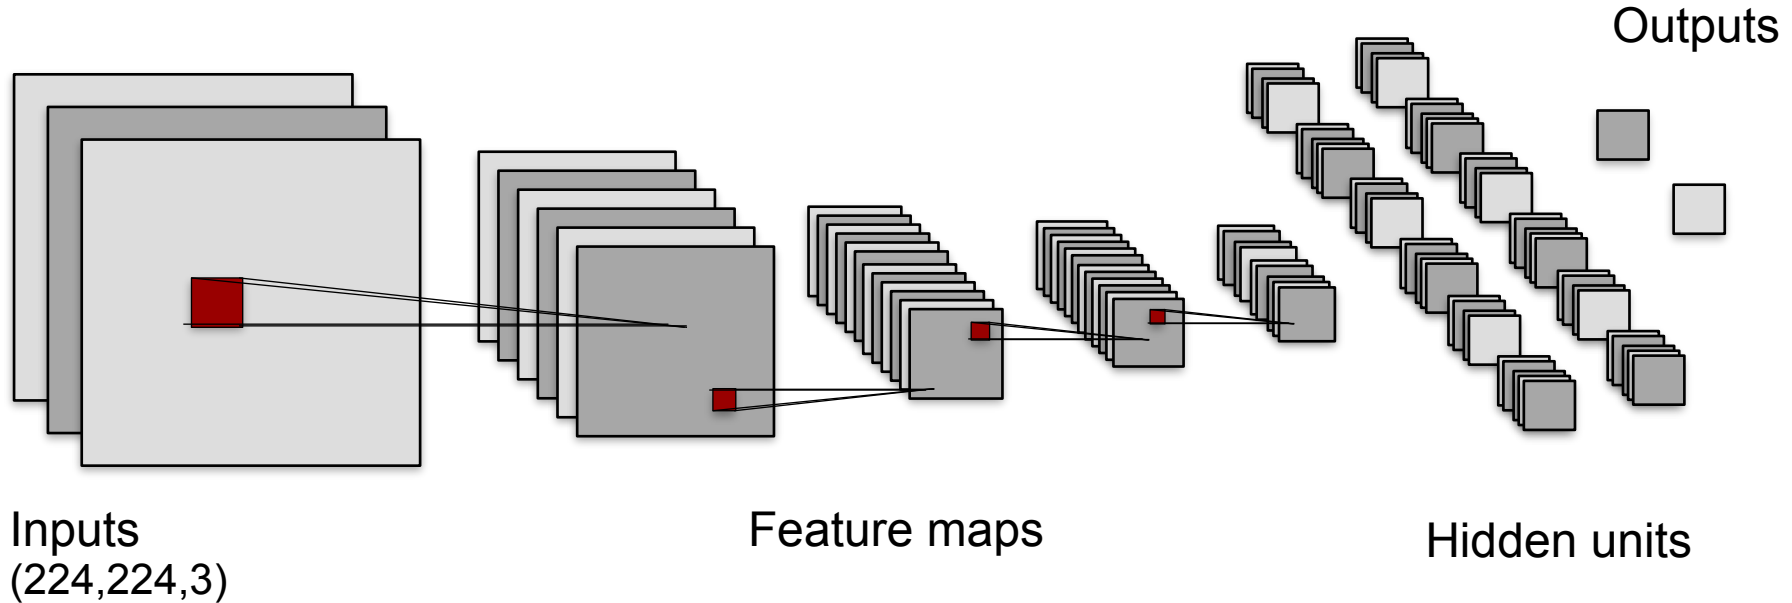 Outputs
Inputs
(224,224,3)
Feature maps
Hidden units